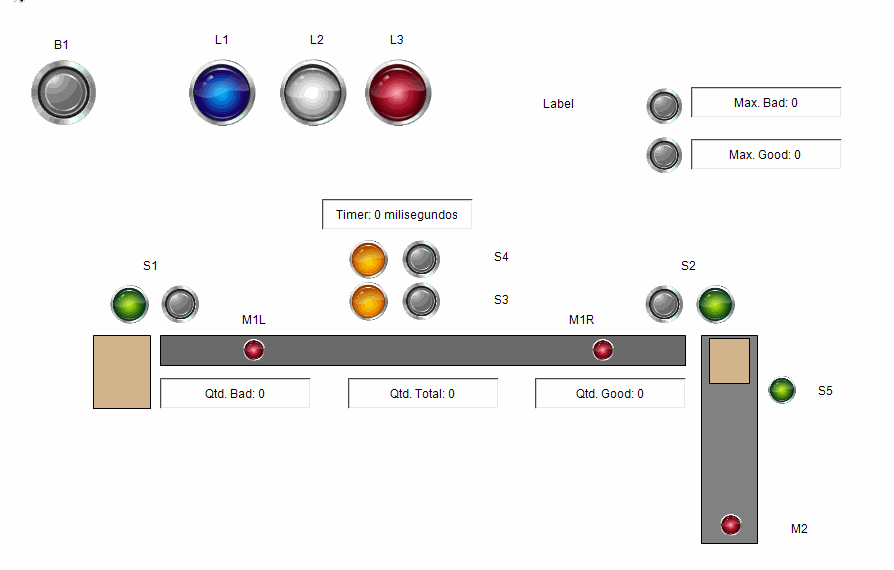 B1
L1
L2
L3
Label
Max. Bad: 0
Max. Good: 0
Timer: 0 milisegundos
S4
S1
S2
S3
M1L
M1R
Qtd. Bad: 0
Qtd. Total: 0
Qtd. Good: 0
S5
M2